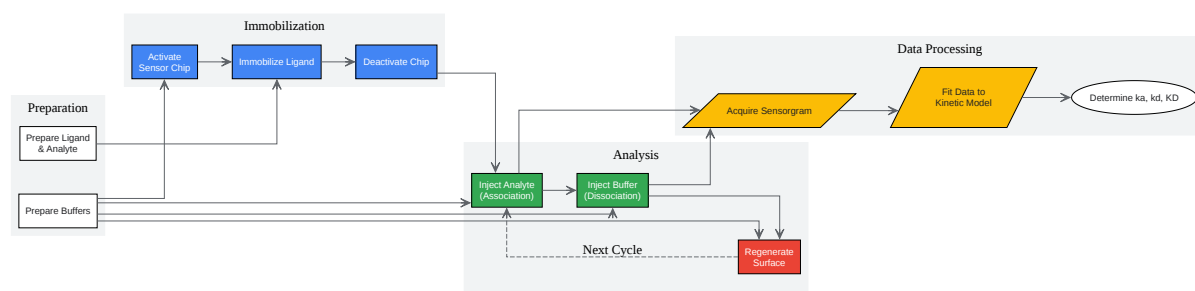 Immobilization
Activate
Sensor Chip
Immobilize Ligand
Deactivate Chip
Data Processing
Acquire Sensorgram
Fit Data to
Kinetic Model
Determine ka, kd, KD
Preparation
Prepare Ligand
& Analyte
Prepare Buffers
Analysis
Inject Analyte
(Association)
Inject Buffer
(Dissociation)
Next Cycle
Regenerate
Surface